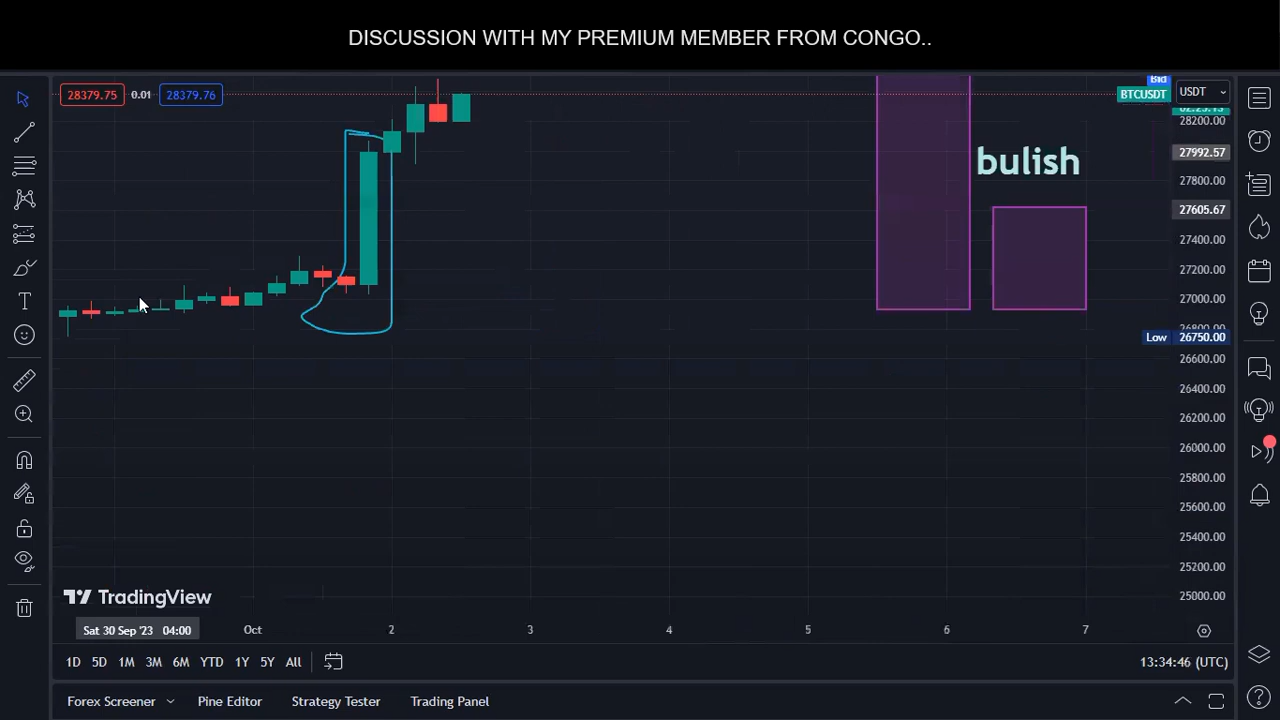 DISCUSSION WITH MY PREMIUM MEMBER FROM CONGO..
28379.75 0.01 28379.76
Bid
USDT
BTCUSDT
28200.00
27992.57
bulish
27800.00
27605.67
27400.00
27200.00
27000.00
26800.00
Low 26750.00
26600.00
26400.00
26200.00
26000.00
25800.00
25600.00
25400.00
25200.00
25000.00
TradingView
Sat 30 Sep '23 04:00 Oct 2 3 4 5 6 7
1D 5D 1M 3M 6M YTD 1Y 5Y All 13:34:46 (UTC)
Forex Screener Pine Editor Strategy Tester Trading Panel